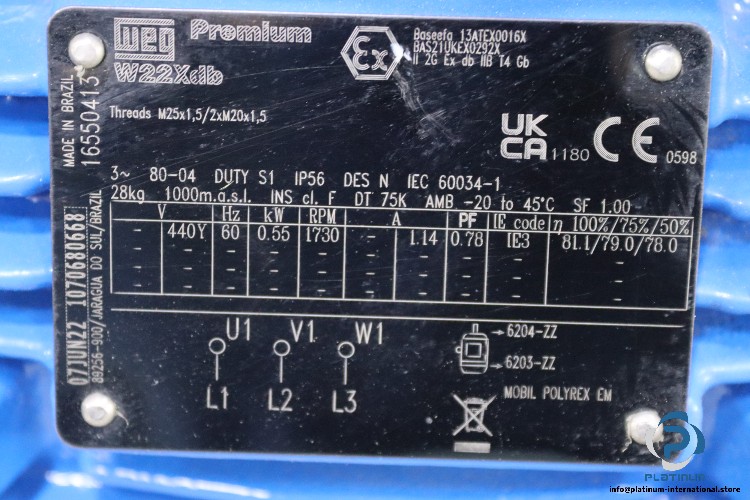 weg Premium
W22Xdb
Ex
Baseefa 13ATEX0016X
BAS21UKEX0292X
II 2G Ex db IIB T4 Gb
Threads M25x1,5/2xM20x1,5
UK
CA 1180 CE 0598
MADE IN BRAZIL
16550413
3~ 80-04 DUTY S1 IP56 DES N IEC 60034-1
28kg 1000m.a.s.l. INS cl. F DT 75K AMB -20 to 45°C SF 1.00
V Hz kW RPM A PF IE code η 100%/75%/50%
- 440Y 60 0.55 1730 - 1.14 0.78 IE3 81.1/79.0/78.0
- - - - - - - - - -
- - - - - - - - - -
- - - - - - - - - -
07JUN22 1070680668
89256-900/JARAGUA DO SUL/BRAZIL
U1 V1 W1
L1 L2 L3
6204-ZZ
6203-ZZ
MOBIL POLYREX EM
PLATINUM
info@platinum-international.store